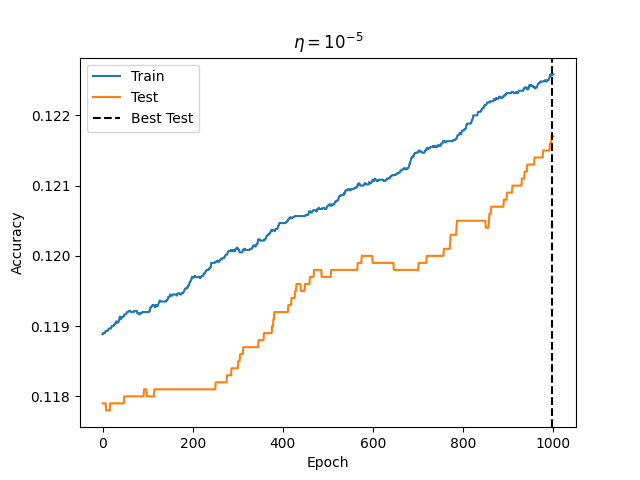 η = 10⁻⁵
Train
Test
Best Test
Accuracy
0.122
0.121
0.120
0.119
0.118
0 200 400 600 800 1000
Epoch